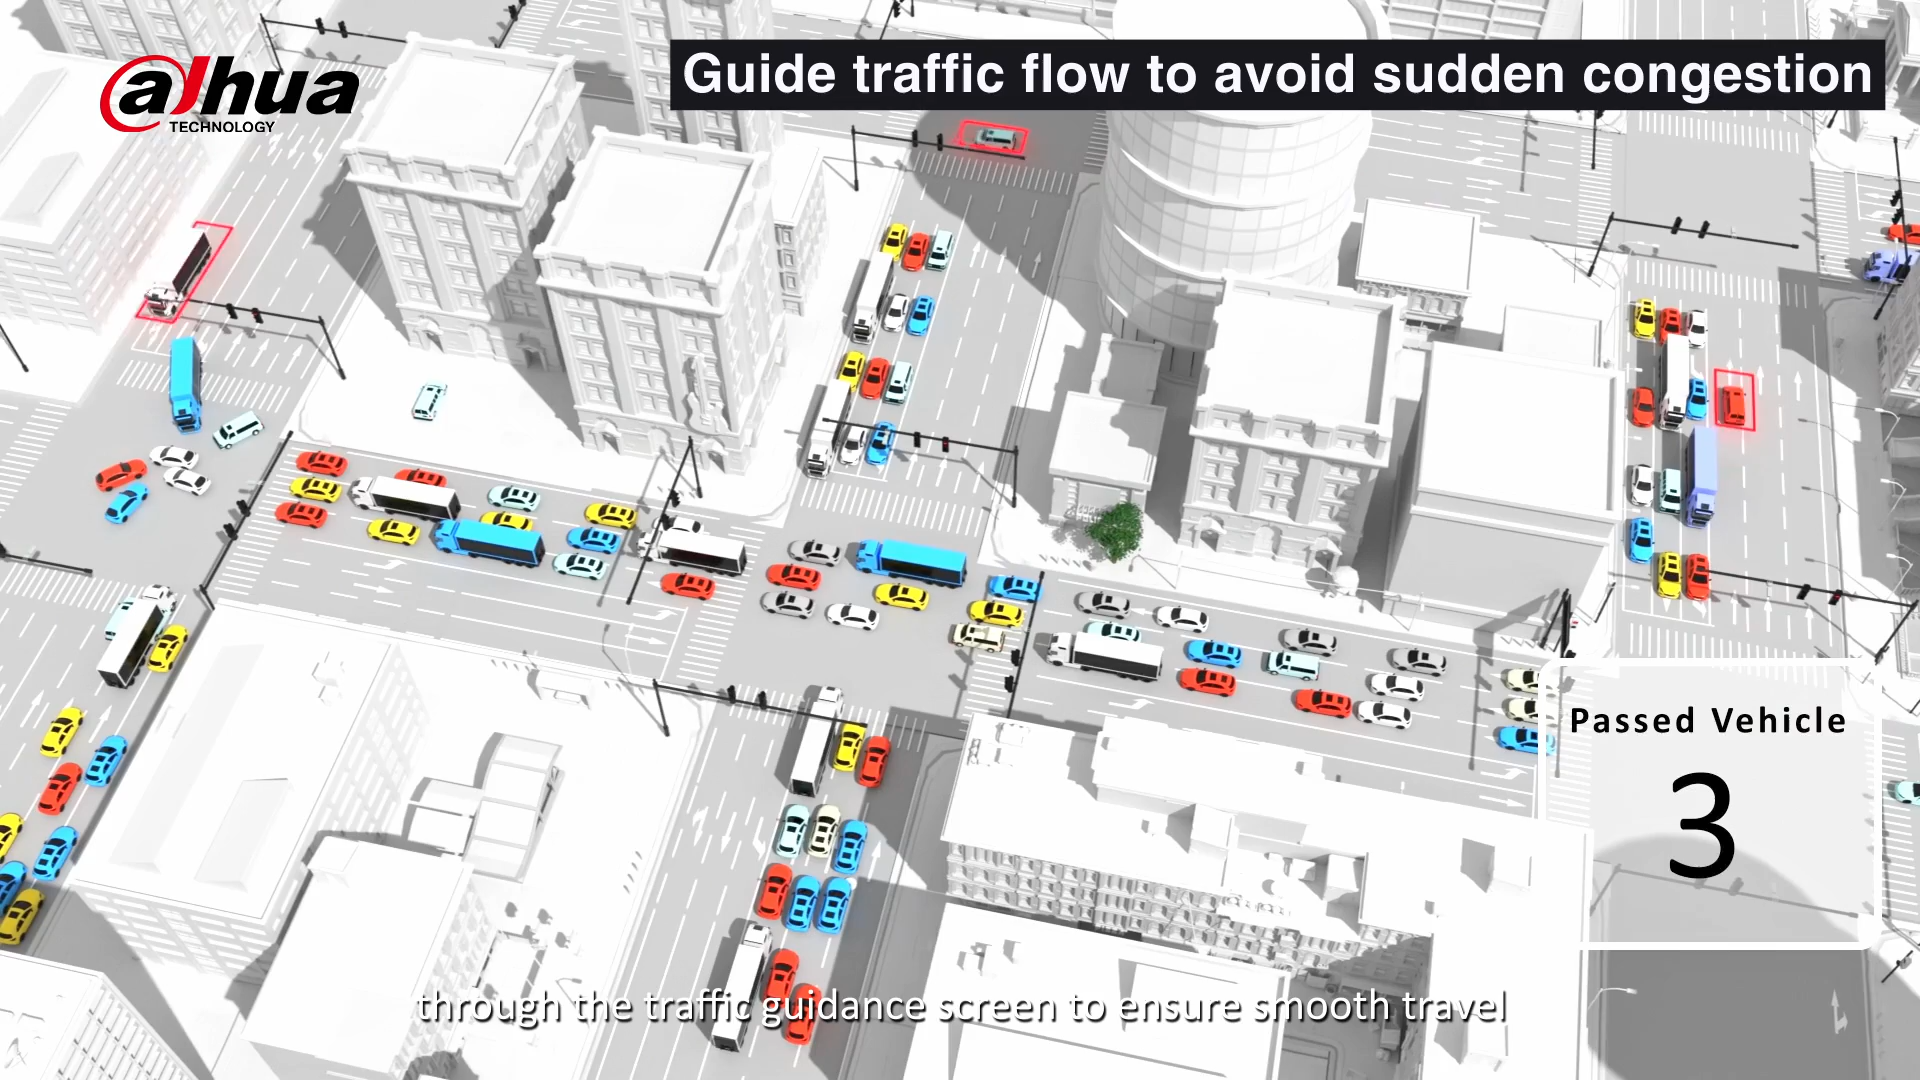 alhua
TECHNOLOGY
Guide traffic flow to avoid sudden congestion
Passed Vehicle
3
through the traffic guidance screen to ensure smooth travel